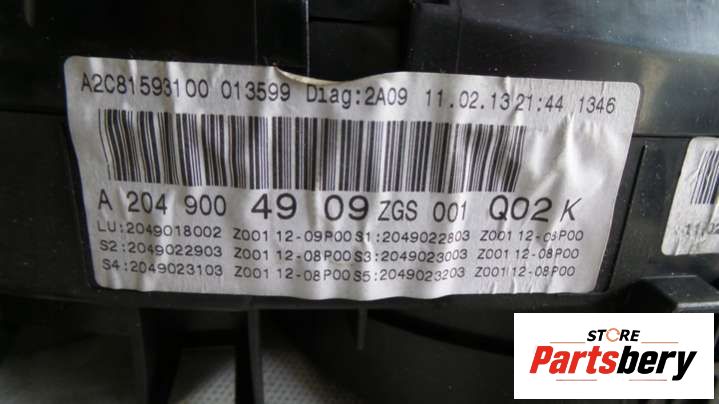 A2C81593100 013599 Diag:2A09 11.02.13 21:44 1346
A 204 900 49 09 ZGS 001 Q02 K
LU:2049018002 Z001 12-09P00 S1:2049022803 Z001 12-08P00
S2:2049022903 Z001 12-08P00 S3:2049023003 Z001 12-08P00
S4:2049023103 Z001 12-08P00 S5:2049023203 Z001 12-08P00
STORE
Partsbery